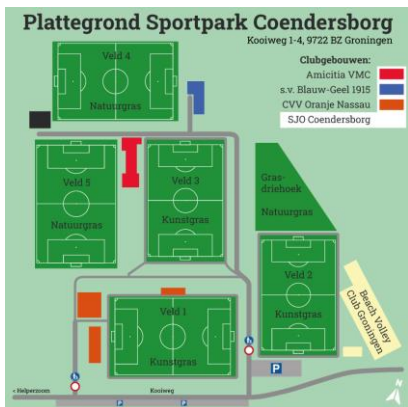 Plattegrond Sportpark Coendersborg
Kooiweg 1-4, 9722 BZ Groningen
Clubgebouwen:
Amicitia VMC
s.v. Blauw-Geel 1915
CVV Oranje Nassau
SJO Coendersborg
Veld 4
Natuurgras
Veld 5
Natuurgras
Veld 3
Kunstgras
Gras-
driehoek
Natuurgras
Veld 2
Kunstgras
Beach Volley
Club Groningen
Veld 1
Kunstgras
P
< Helperzoom
Kooiweg
P
P
N